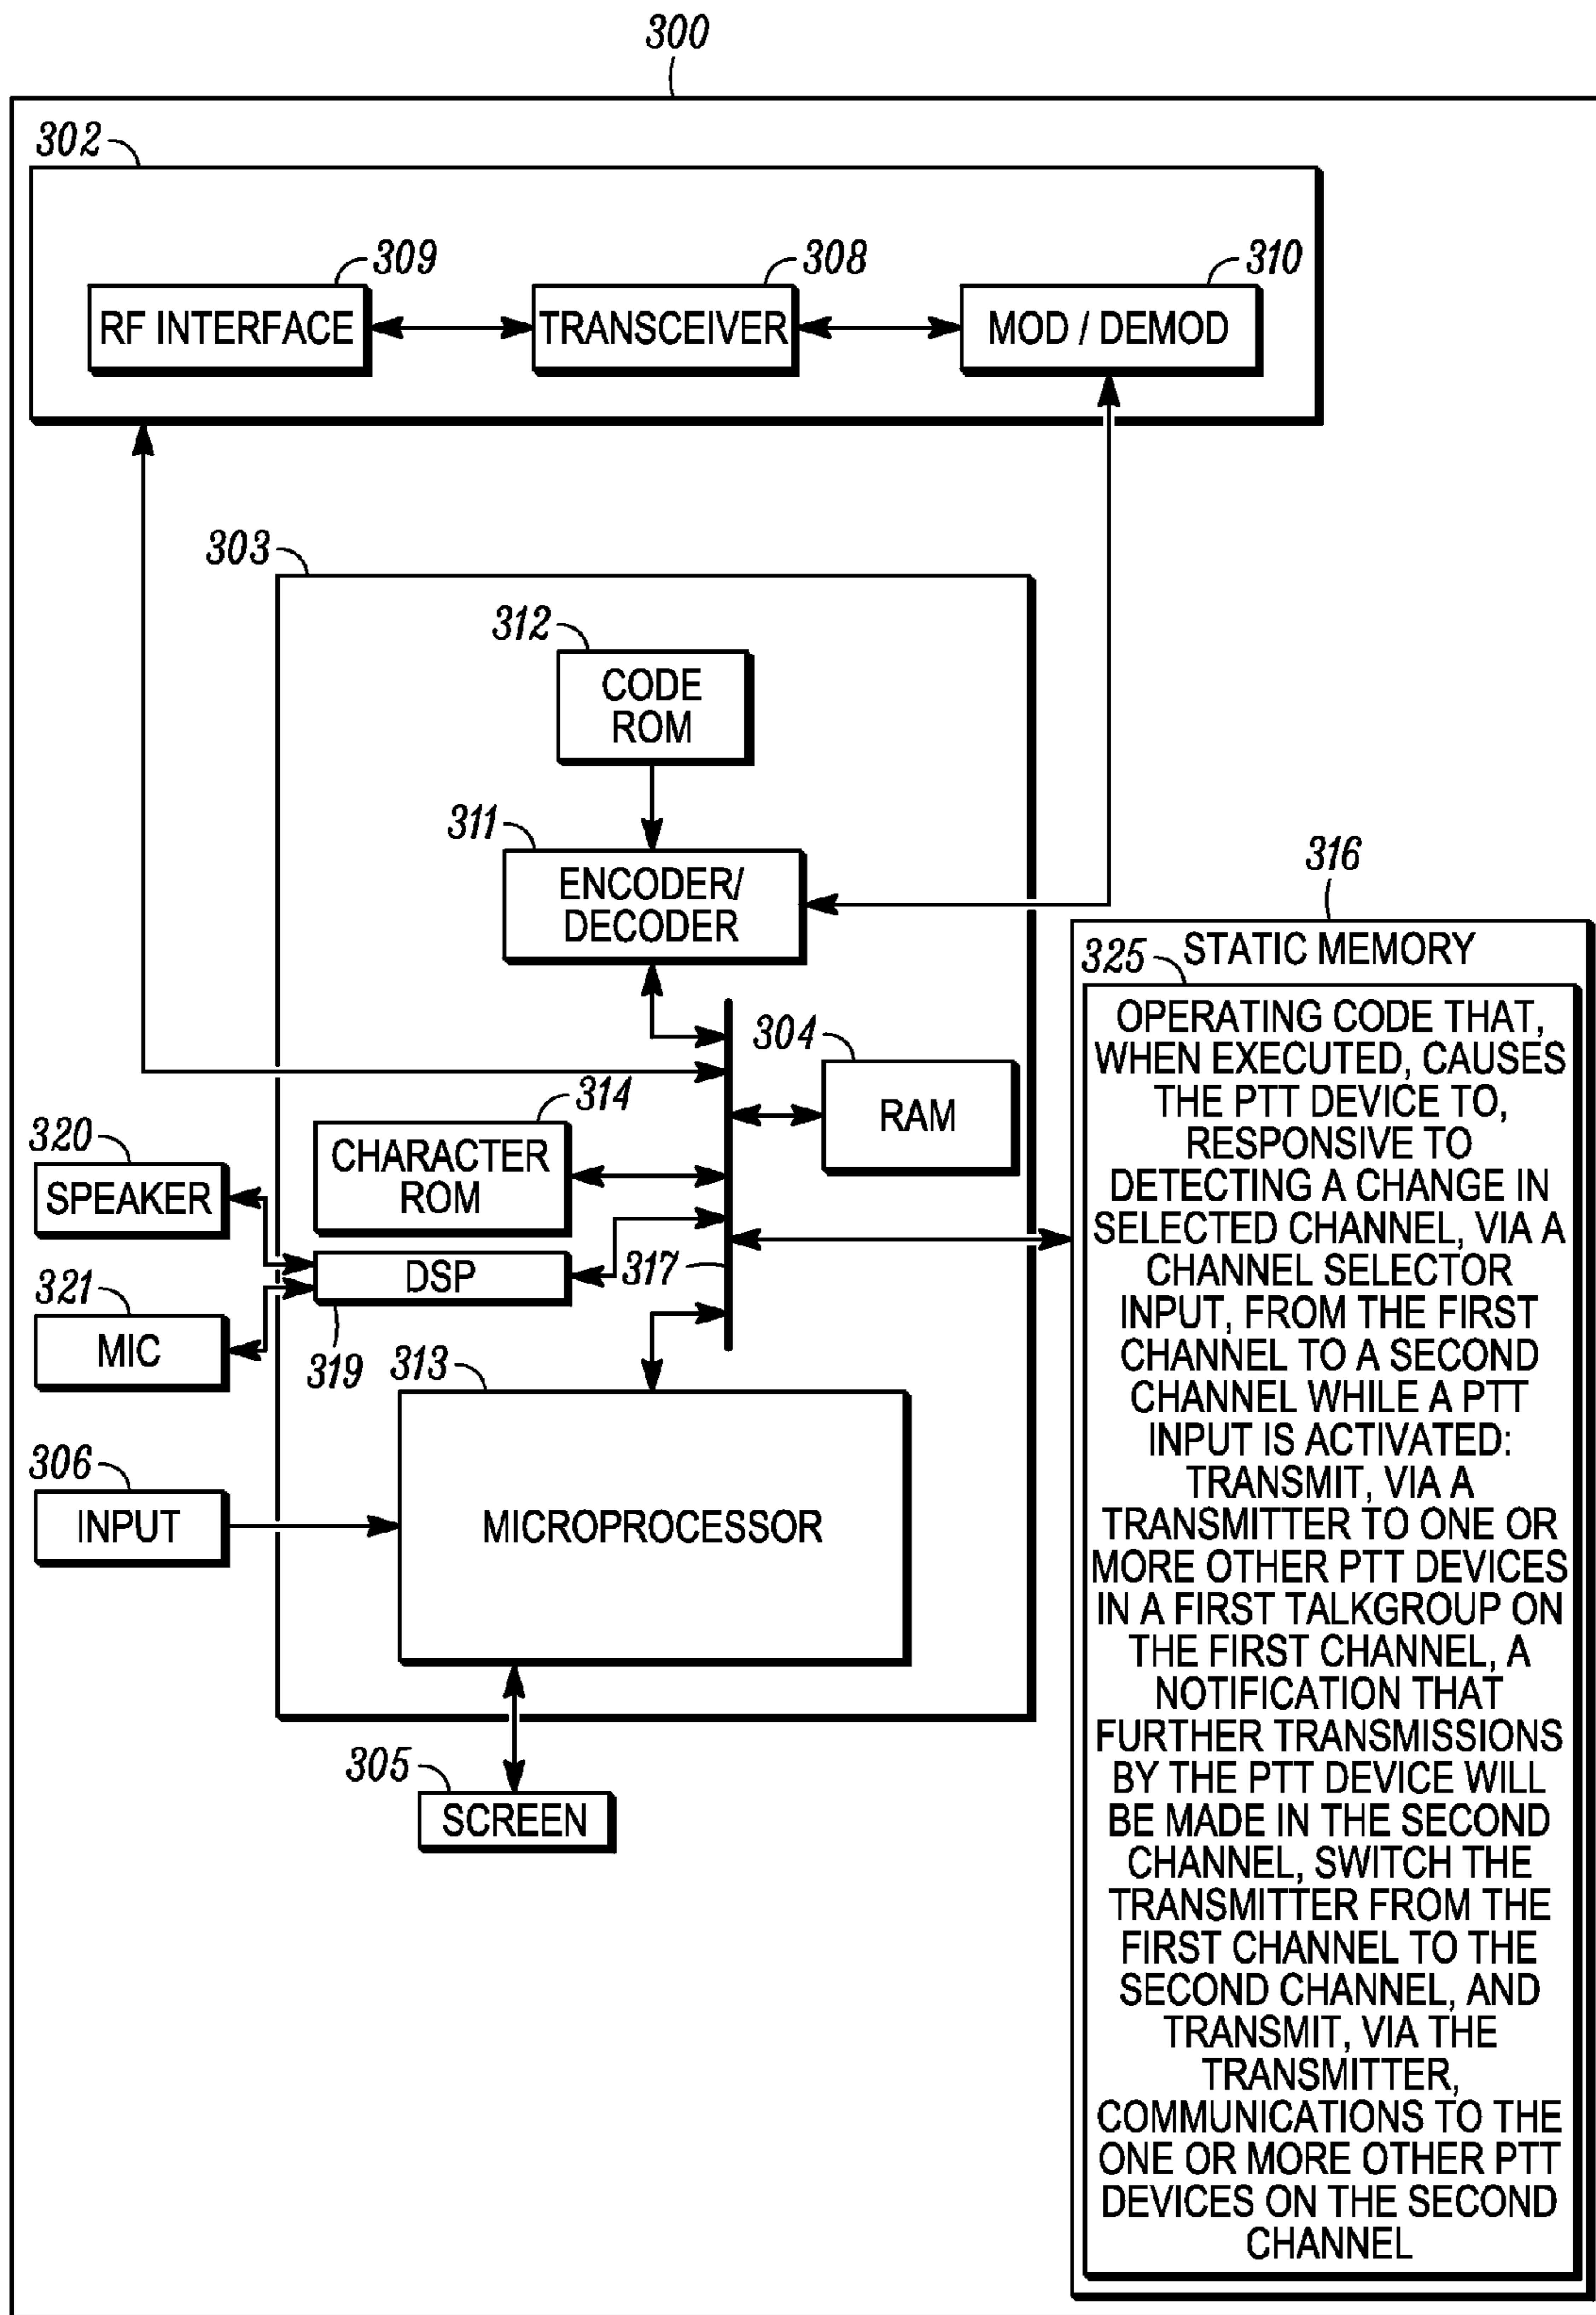 300
302
309
308
310
RF INTERFACE
TRANSCEIVER
MOD / DEMOD
303
312
CODE
ROM
311
ENCODER/
DECODER
316
STATIC MEMORY
325
OPERATING CODE THAT,
WHEN EXECUTED, CAUSES
THE PTT DEVICE TO,
RESPONSIVE TO
DETECTING A CHANGE IN
SELECTED CHANNEL, VIA A
CHANNEL SELECTOR
INPUT, FROM THE FIRST
CHANNEL TO A SECOND
CHANNEL WHILE A PTT
INPUT IS ACTIVATED:
TRANSMIT, VIA A
TRANSMITTER TO ONE OR
MORE OTHER PTT DEVICES
IN A FIRST TALKGROUP ON
THE FIRST CHANNEL, A
NOTIFICATION THAT
FURTHER TRANSMISSIONS
BY THE PTT DEVICE WILL
BE MADE IN THE SECOND
CHANNEL, SWITCH THE
TRANSMITTER FROM THE
FIRST CHANNEL TO THE
SECOND CHANNEL, AND
TRANSMIT, VIA THE
TRANSMITTER,
COMMUNICATIONS TO THE
ONE OR MORE OTHER PTT
DEVICES ON THE SECOND
CHANNEL
304
RAM
314
CHARACTER
ROM
320
SPEAKER
DSP
317
321
MIC
319
313
MICROPROCESSOR
306
INPUT
305
SCREEN